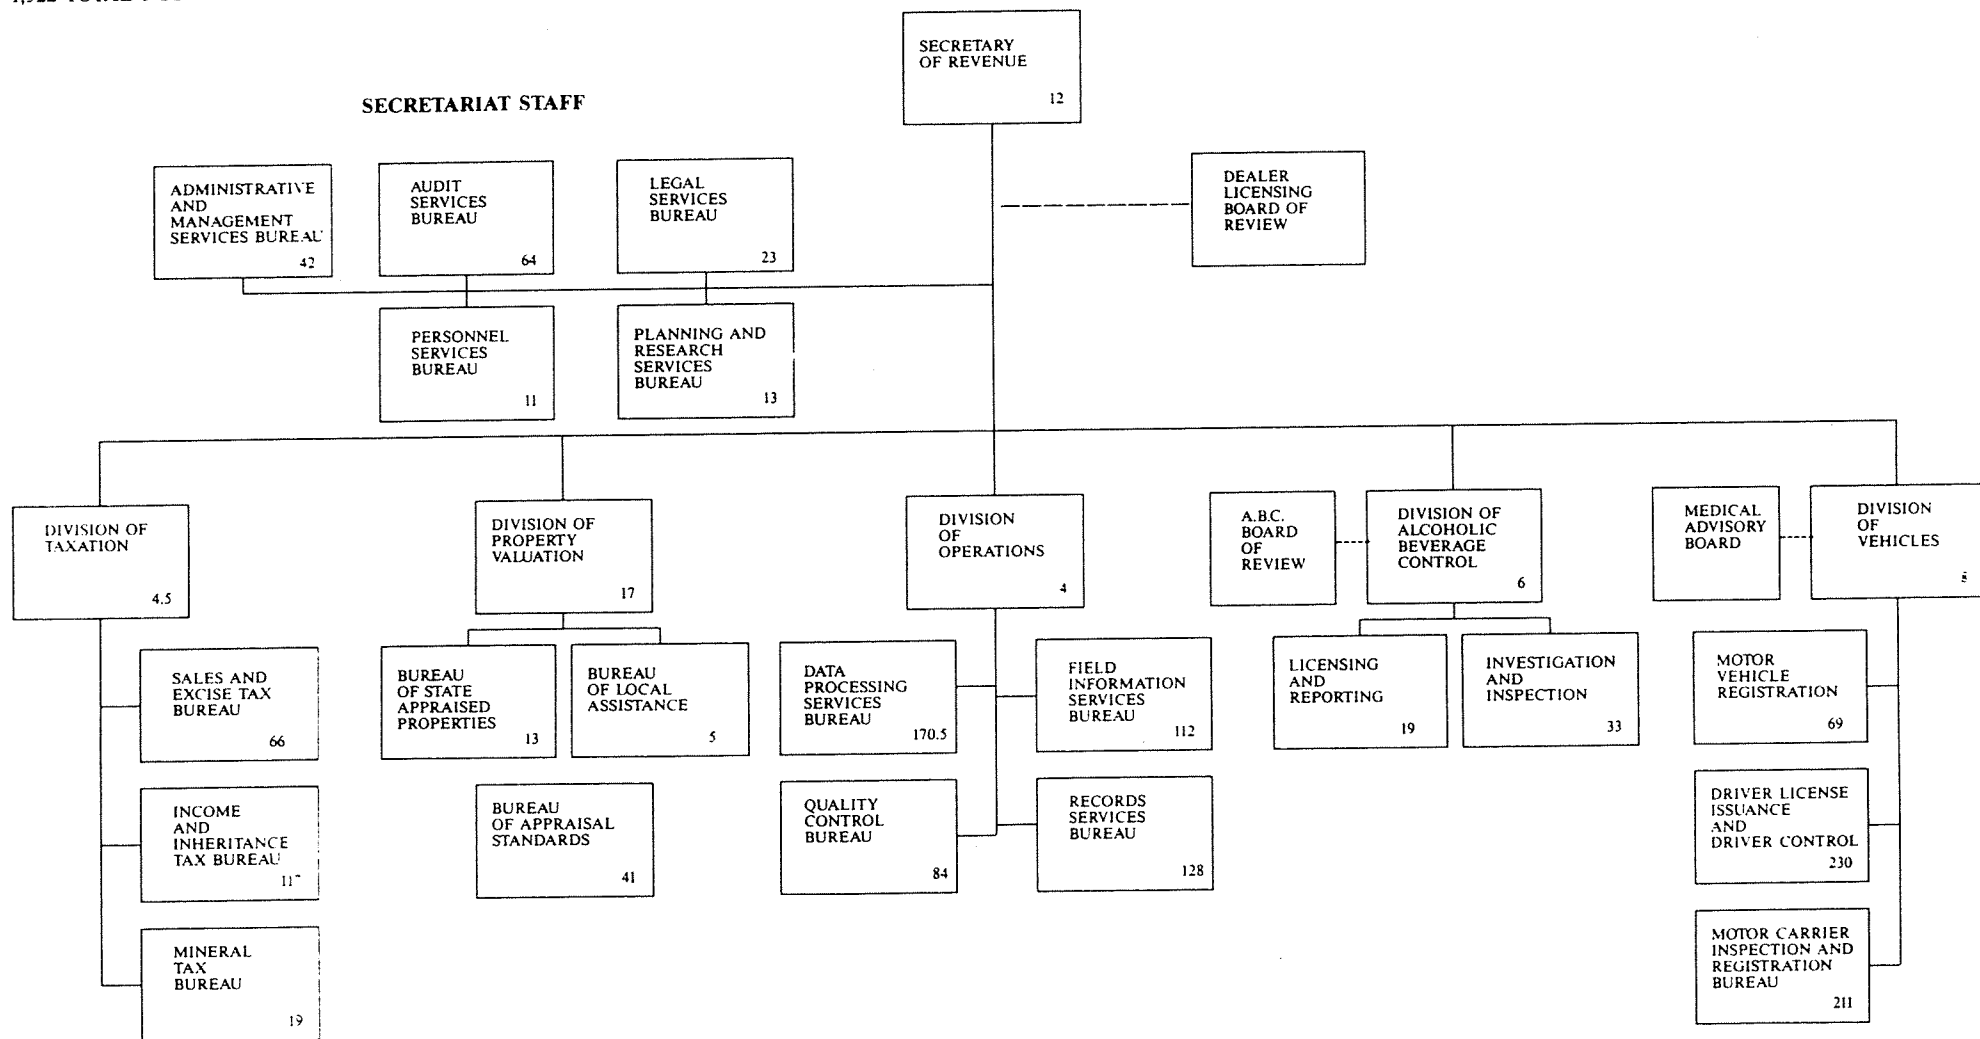 TOTAL
SECRETARY
OF REVENUE
12
SECRETARIAT STAFF
ADMINISTRATIVE
AND
MANAGEMENT
SERVICES BUREAU
42
AUDIT
SERVICES
BUREAU
64
LEGAL
SERVICES
BUREAU
23
DEALER
LICENSING
BOARD OF
REVIEW
PERSONNEL
SERVICES
BUREAU
11
PLANNING AND
RESEARCH
SERVICES
BUREAU
13
DIVISION OF
TAXATION
4.5
DIVISION OF
PROPERTY
VALUATION
17
DIVISION
OF
OPERATIONS
4
A.B.C.
BOARD
OF
REVIEW
DIVISION OF
ALCOHOLIC
BEVERAGE
CONTROL
6
MEDICAL
ADVISORY
BOARD
DIVISION
OF
VEHICLES
SALES AND
EXCISE TAX
BUREAU
66
BUREAU
OF STATE
APPRAISED
PROPERTIES
13
BUREAU
OF LOCAL
ASSISTANCE
5
DATA
PROCESSING
SERVICES
BUREAU
170.5
FIELD
INFORMATION
SERVICES
BUREAU
112
LICENSING
AND
REPORTING
19
INVESTIGATION
AND
INSPECTION
33
MOTOR
VEHICLE
REGISTRATION
69
INCOME
AND
INHERITANCE
TAX BUREAU
BUREAU
OF APPRAISAL
STANDARDS
41
QUALITY
CONTROL
BUREAU
84
RECORDS
SERVICES
BUREAU
128
DRIVER LICENSE
ISSUANCE
AND
DRIVER CONTROL
230
MINERAL
TAX
BUREAU
19
MOTOR CARRIER
INSPECTION AND
REGISTRATION
BUREAU
211